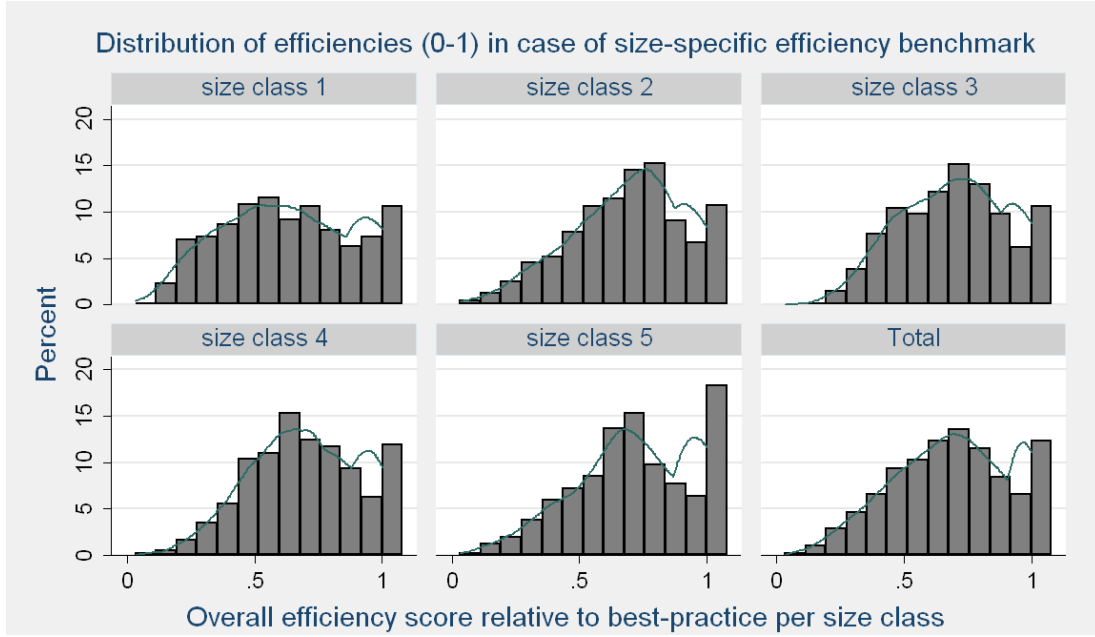 Distribution of efficiencies (0-1) in case of size-specific efficiency benchmark
size class 1
size class 2
size class 3
20
15
10
5
0
size class 4
size class 5
Total
20
15
10
5
0
Percent
0 .5 1
0 .5 1
0 .5 1
Overall efficiency score relative to best-practice per size class